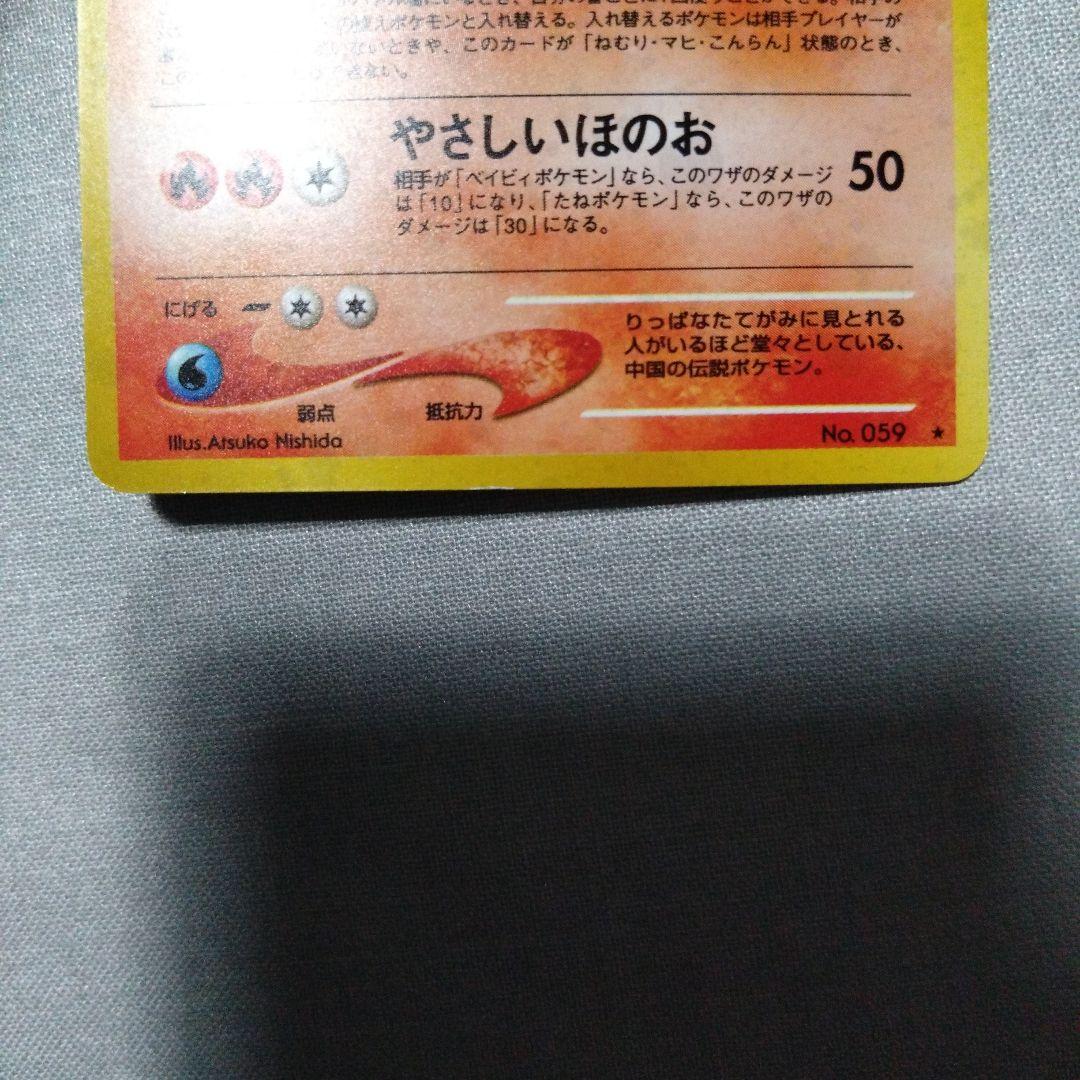 の控えポケモンと入れ替える。入れ替えるポケモンは相手プレイヤーが
いないときや、このカードが「ねむり・マヒ・こんらん」状態のとき、
できない。
やさしいほのお
相手が「ベイビィポケモン」なら、このワザのダメージ
は「10」になり、「たねポケモン」なら、このワザの
ダメージは「30」になる。
50
にげる
りっぱなたてがみに見とれる
人がいるほど堂々としている、
中国の伝説ポケモン。
弱点
抵抗力
Illus.Atsuko Nishida
No. 059 ★